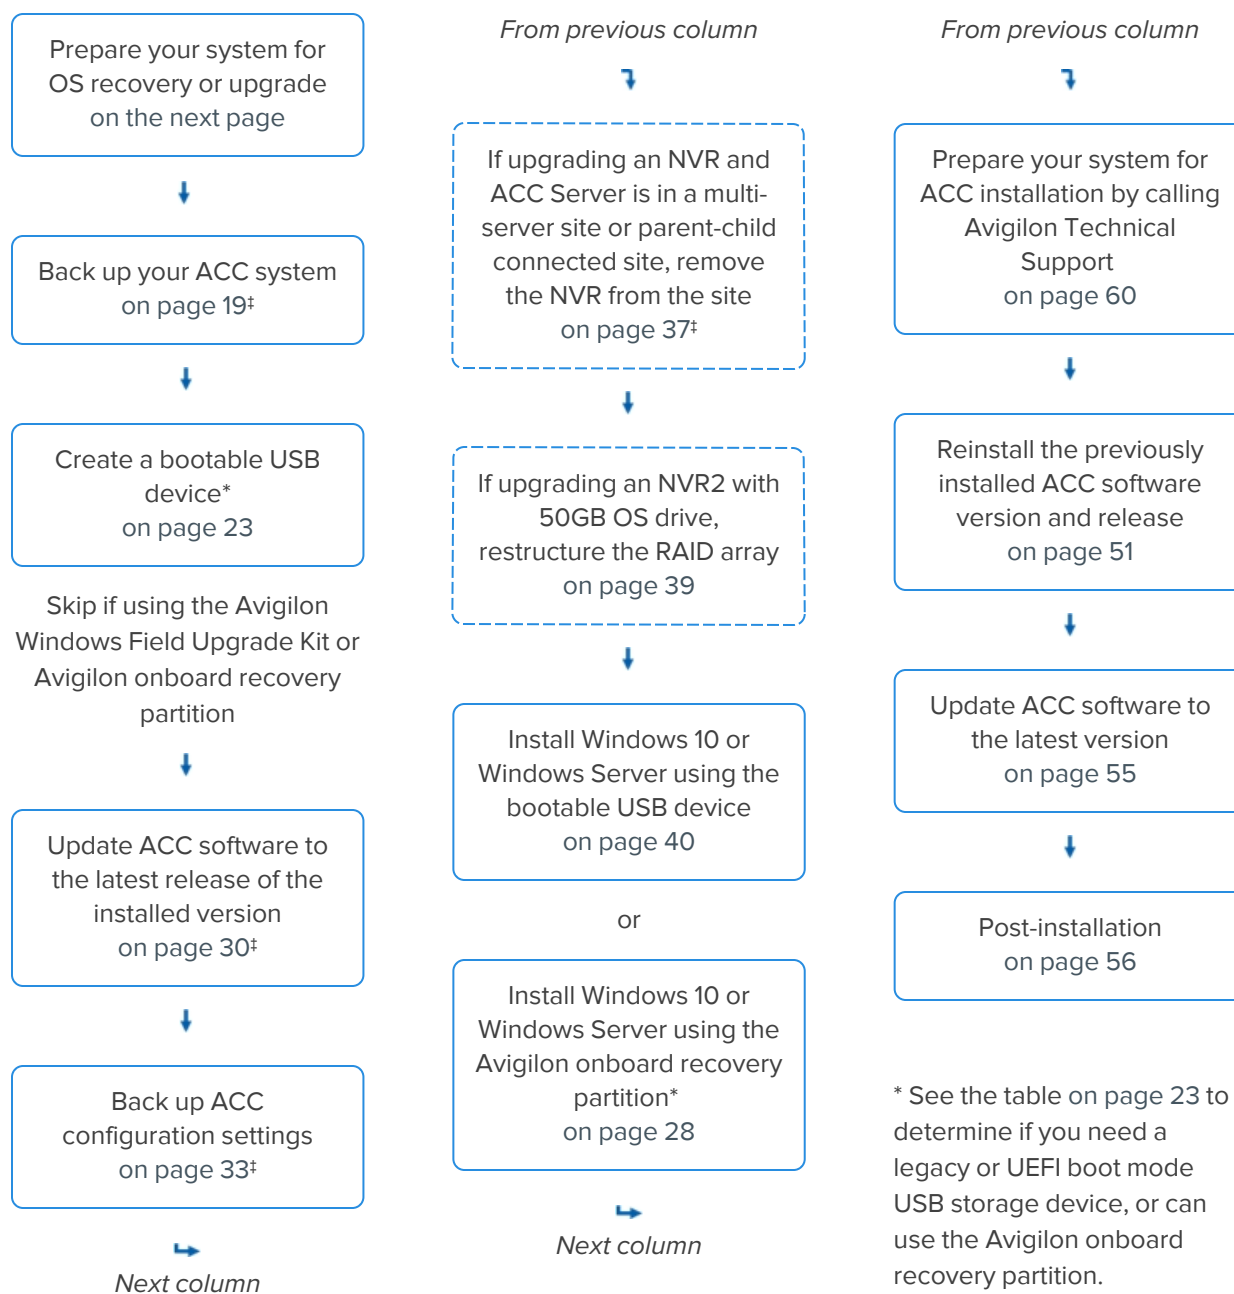 Prepare your system for
OS recovery or upgrade
on the next page
Back up your ACC system
on page 19‡
Create a bootable USB
device*
on page 23
Skip if using the Avigilon
Windows Field Upgrade Kit or
Avigilon onboard recovery
partition
Update ACC software to
the latest release of the
installed version
on page 30‡
Back up ACC
configuration settings
on page 33‡
Next column
From previous column
If upgrading an NVR and
ACC Server is in a multi-
server site or parent-child
connected site, remove
the NVR from the site
on page 37‡
If upgrading an NVR2 with
50GB OS drive,
restructure the RAID array
on page 39
Install Windows 10 or
Windows Server using the
bootable USB device
on page 40
or
Install Windows 10 or
Windows Server using the
Avigilon onboard recovery
partition*
on page 28
Next column
From previous column
Prepare your system for
ACC installation by calling
Avigilon Technical
Support
on page 60
Reinstall the previously
installed ACC software
version and release
on page 51
Update ACC software to
the latest version
on page 55
Post-installation
on page 56
* See the table on page 23 to
determine if you need a
legacy or UEFI boot mode
USB storage device, or can
use the Avigilon onboard
recovery partition.